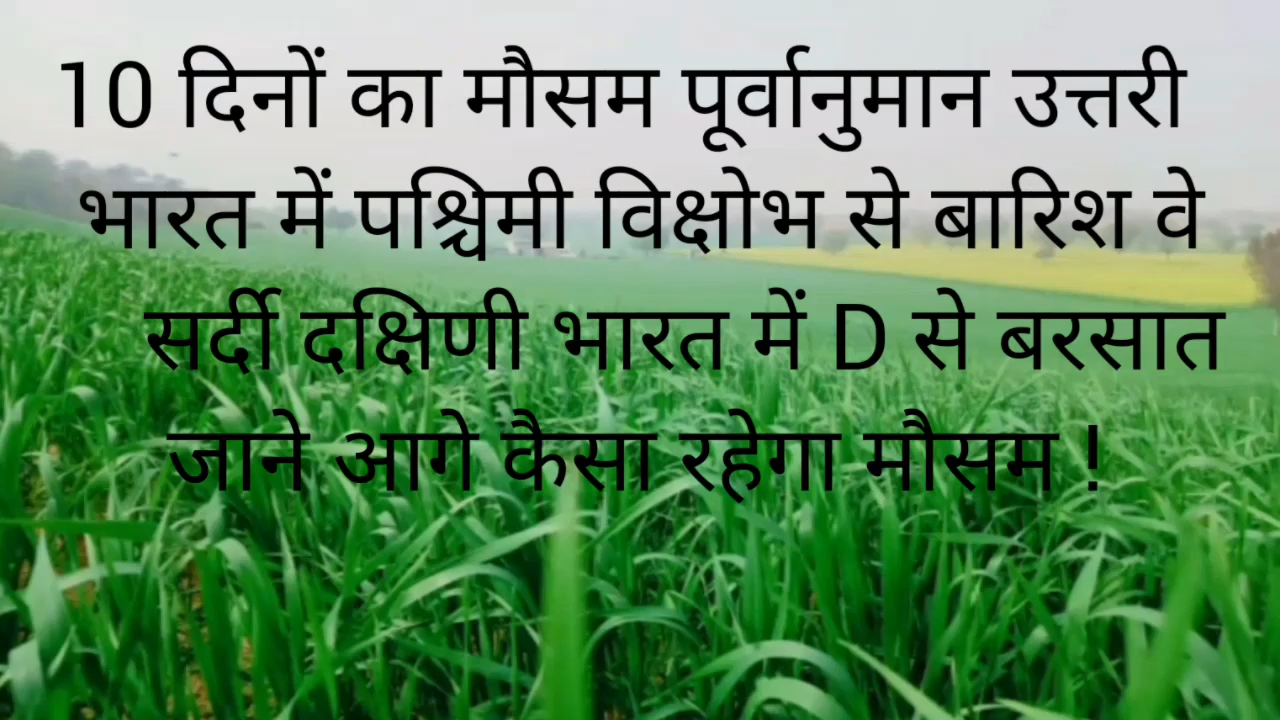 10 दिनों का मौसम पूर्वानुमान उत्तरी
भारत में पश्चिमी विक्षोभ से बारिश वे
सर्दी दक्षिणी भारत में D से बरसात
जाने आगे कैसा रहेगा मौसम !